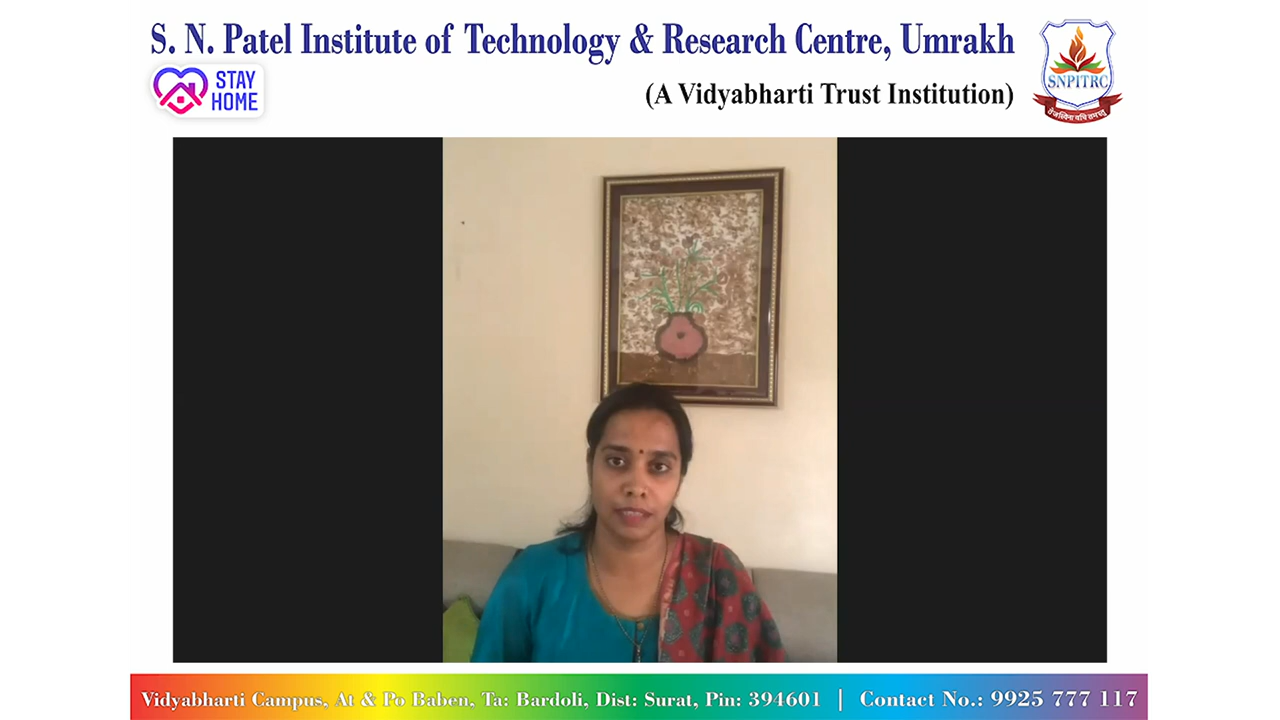 S. N. Patel Institute of Technology & Research Centre, Umrakh
STAY
HOME
(A Vidyabharti Trust Institution)
SNPITRC
Vidyabharti Campus, At & Po Baben, Ta: Bardoli, Dist: Surat, Pin: 394601 | Contact No.: 9925 777 117